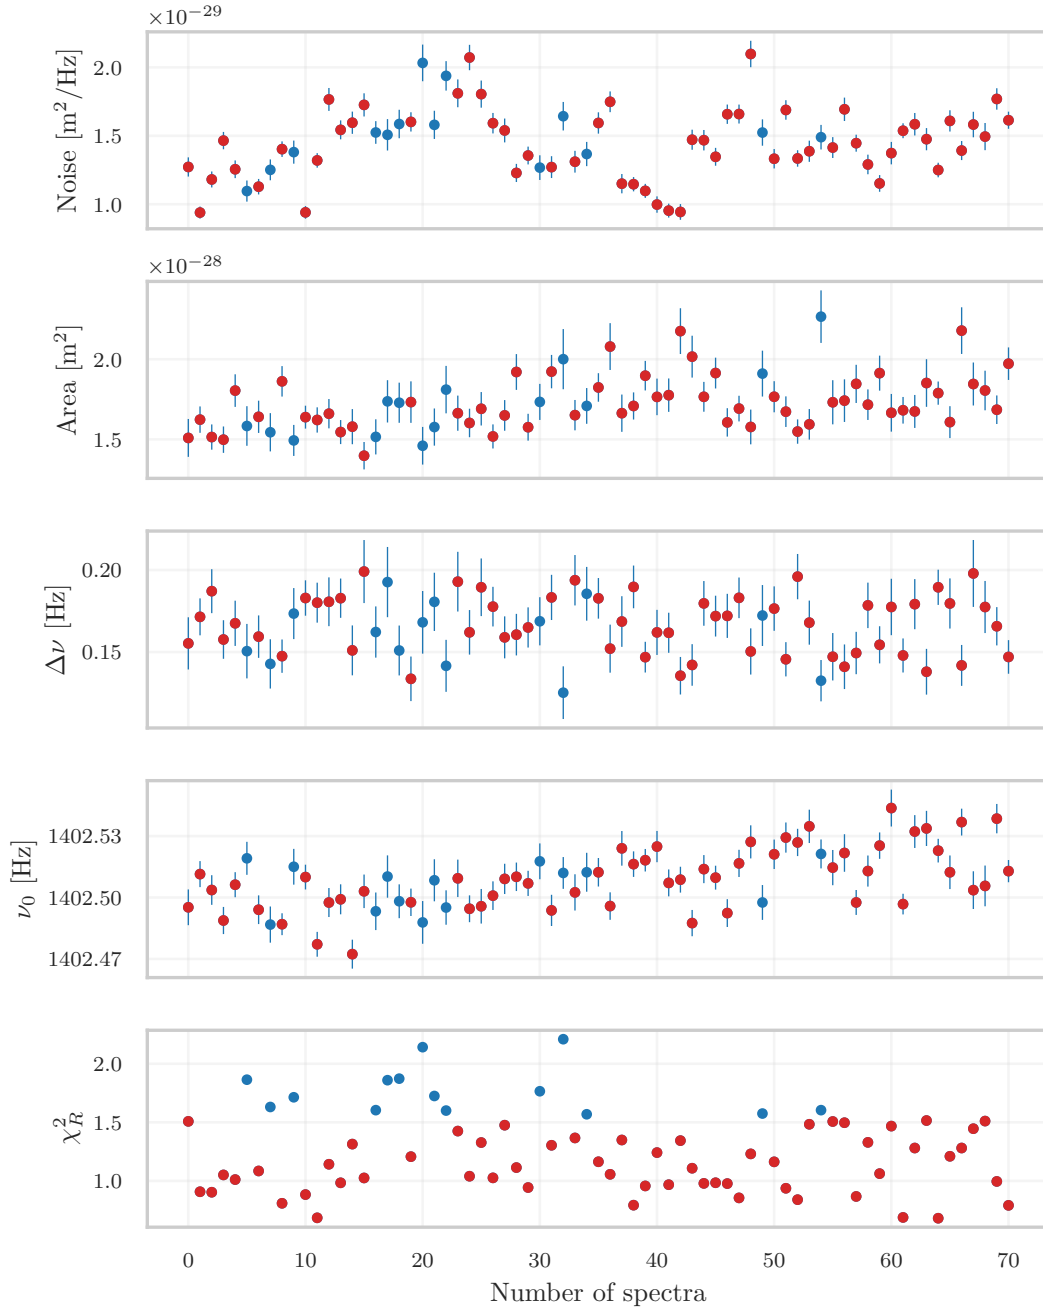 ×10⁻²⁹
Noise [m²/Hz]
2.0
1.5
1.0
×10⁻²⁸
Area [m²]
2.0
1.5
Δν [Hz]
0.20
0.15
ν₀ [Hz]
1402.53
1402.50
1402.47
χ²_R
2.0
1.5
1.0
0 10 20 30 40 50 60 70
Number of spectra